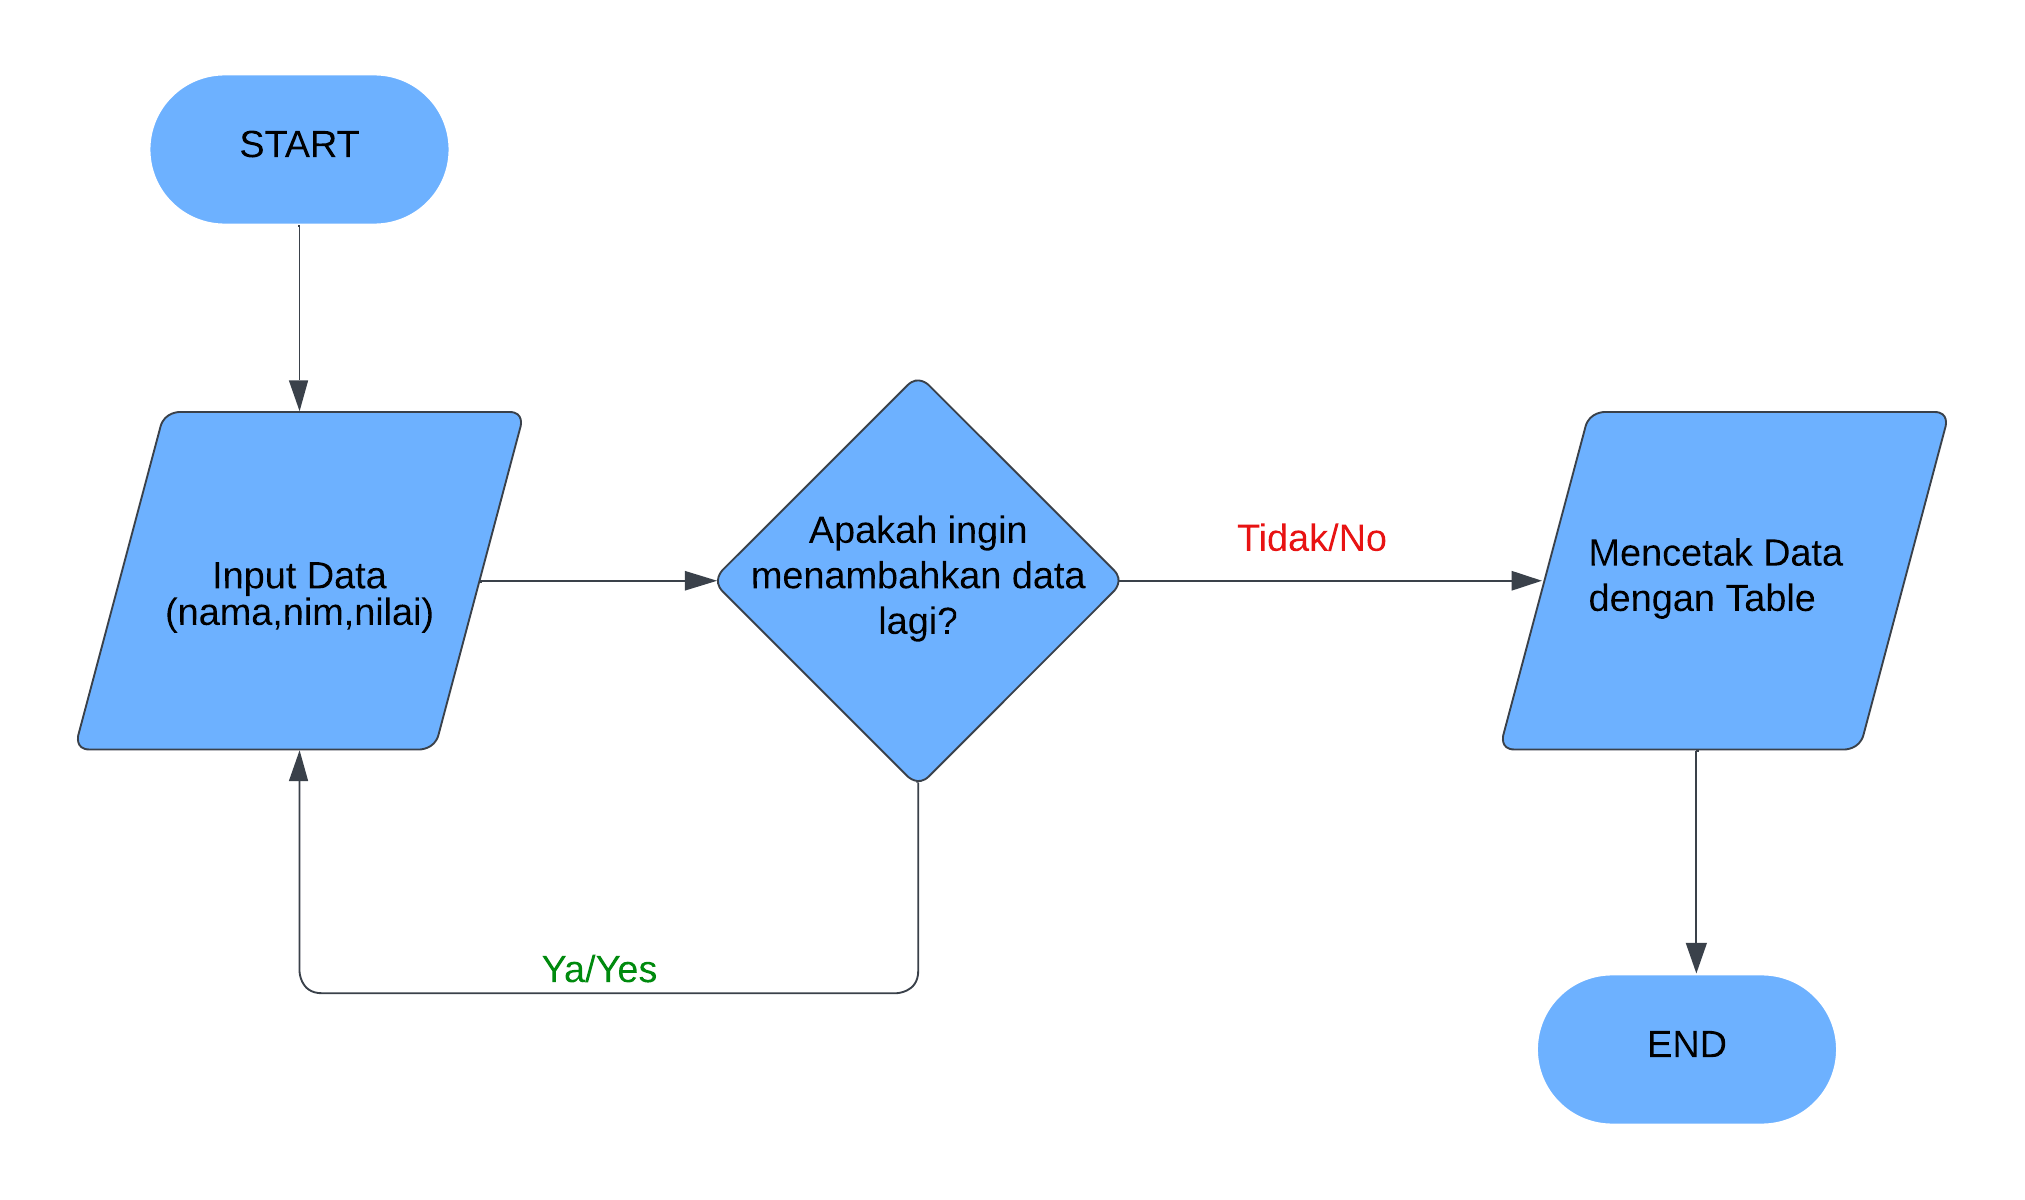 START
Input Data
(nama,nim,nilai)
Apakah ingin
menambahkan data
lagi?
Tidak/No
Mencetak Data
dengan Table
Ya/Yes
END